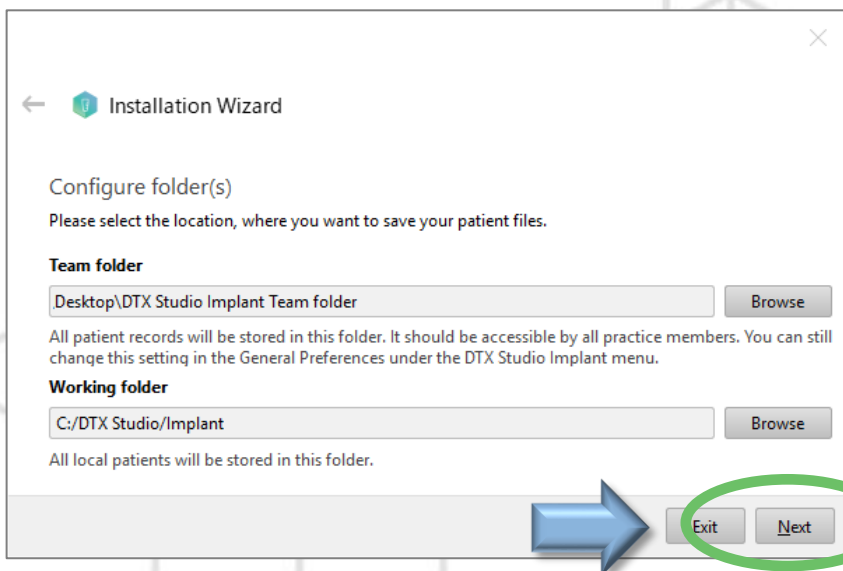 Installation Wizard
Configure folder(s)
Please select the location, where you want to save your patient files.
Team folder
Desktop\DTX Studio Implant Team folder
Browse
All patient records will be stored in this folder. It should be accessible by all practice members. You can still
change this setting in the General Preferences under the DTX Studio Implant menu.
Working folder
C:/DTX Studio/Implant
Browse
All local patients will be stored in this folder.
Exit
Next